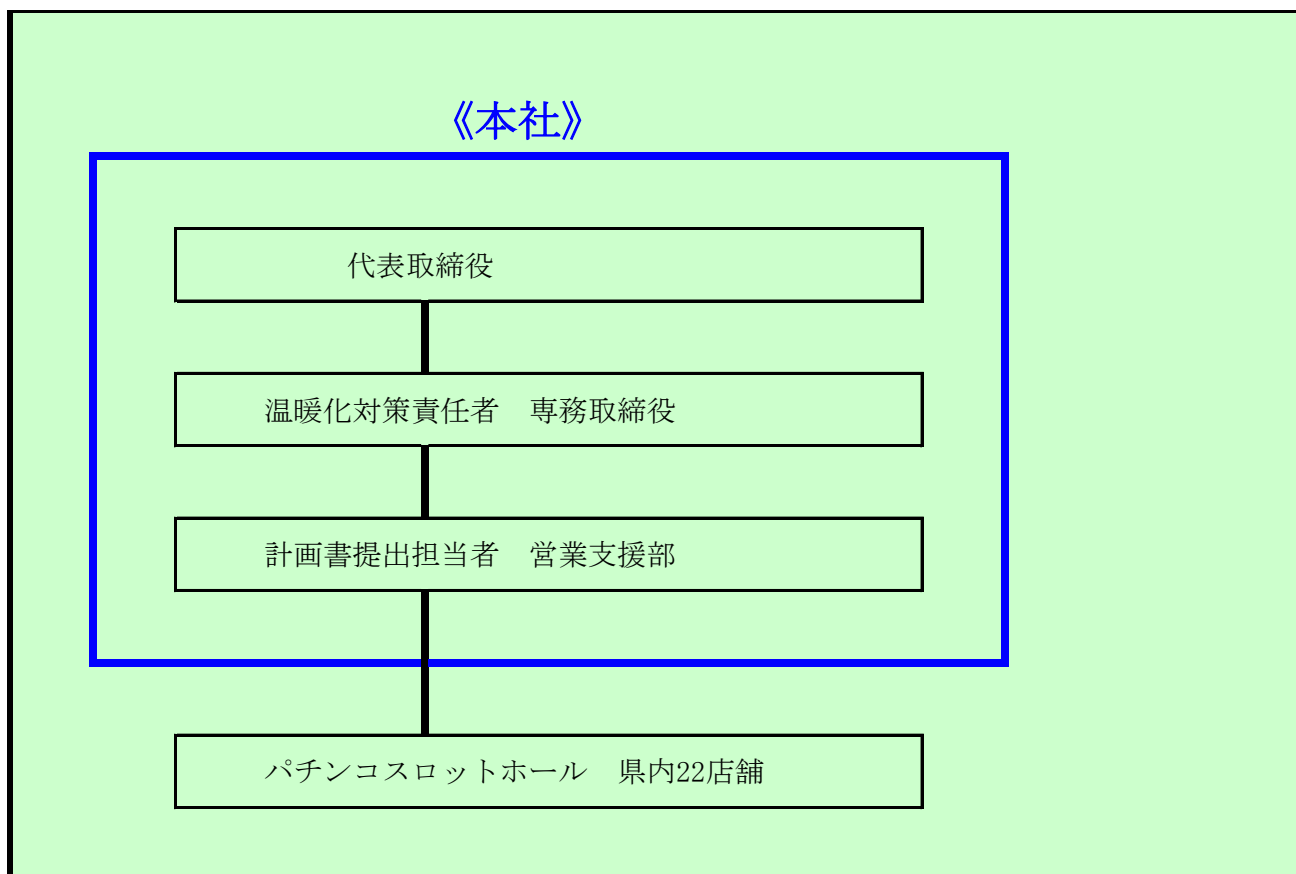 《本社》
代表取締役
温暖化対策責任者　専務取締役
計画書提出担当者　営業支援部
パチンコスロットホール　県内22店舗